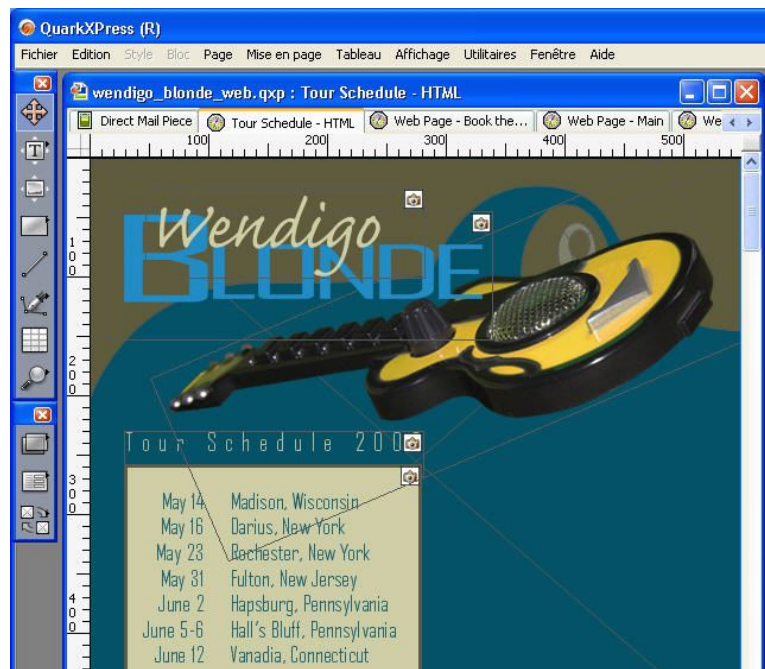 QuarkXPress (R)
Fichier Edition Style Bloc Page Mise en page Tableau Affichage Utilitaires Fenêtre Aide
wendigo_blonde_web.qxp : Tour Schedule - HTML
Direct Mail Piece Tour Schedule - HTML Web Page - Book the... Web Page - Main We
100 200 300 400 500
Wendigo
BLONDE
100
200
Tour Schedule 200
300
May 14 Madison, Wisconsin
May 16 Darius, New York
May 23 Rochester, New York
May 31 Fulton, New Jersey
June 2 Hapsburg, Pennsylvania
400
June 5-6 Hall's Bluff, Pennsylvania
June 12 Vanadia, Connecticut